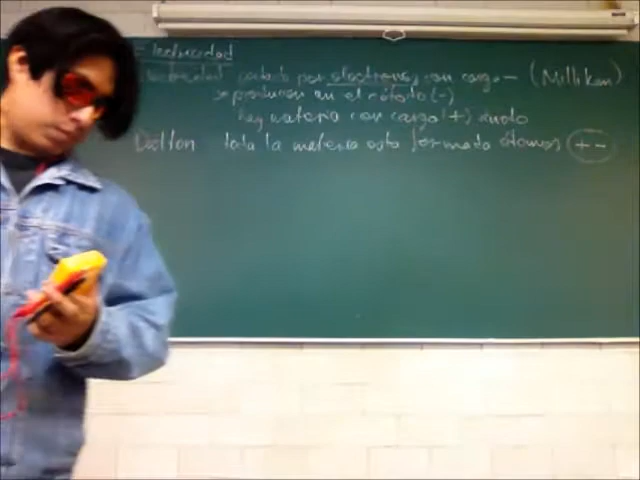 Electricidad
Electricidad           por electrones con carga - (Millikan)
se producen en el cátodo (-)
hay materia con carga (+) ánodo
Dalton toda la materia esta formada átomos + -